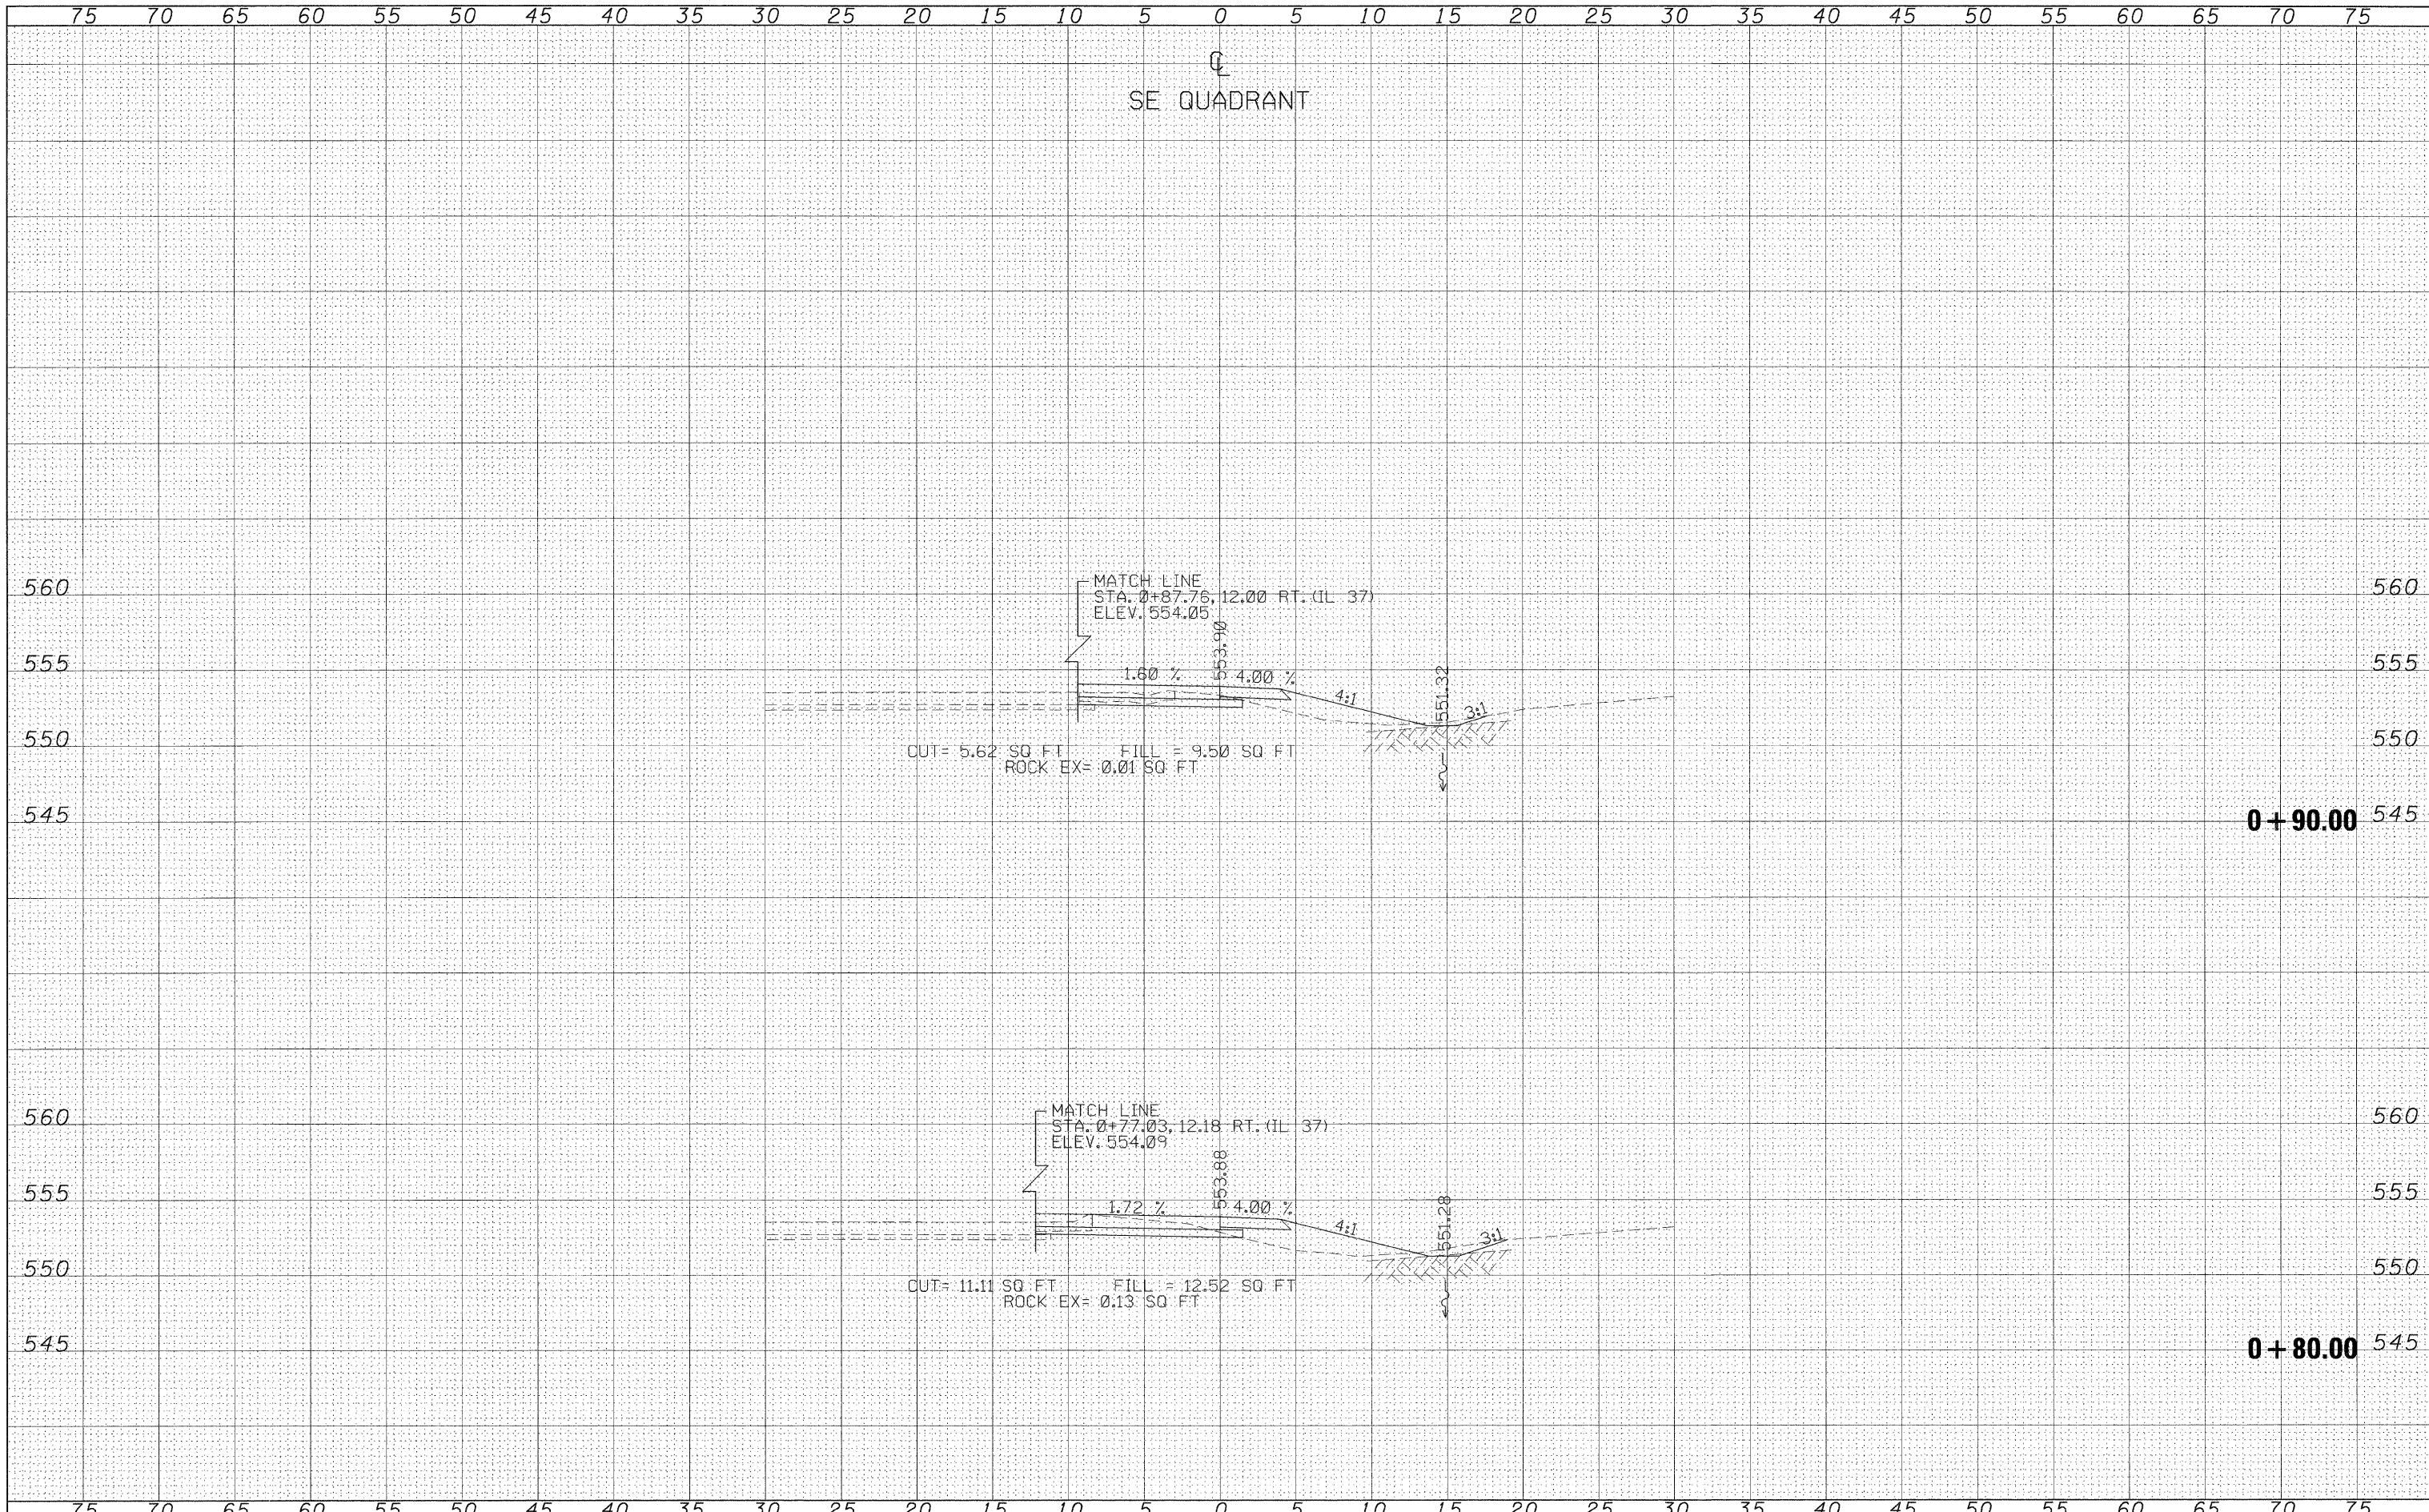 75 70 65 60 55 50 45 40 35 30 25 20 15 10 5 0 5 10 15 20 25 30 35 40 45 50 55 60 65 70 75
℄
SE QUADRANT
MATCH LINE
560 STA. 0+87.76, 12.00 RT. (IL 37) 560
ELEV. 554.05
553.90
555 1.60 % 4.00 % 551.32 555
4:1 3:1
550 CUT= 5.62 SQ FT FILL = 9.50 SQ FT 550
ROCK EX= 0.01 SQ FT
545 0+90.00 545
MATCH LINE
560 STA. 0+77.03, 12.18 RT. (IL 37) 560
ELEV. 554.09
553.88
555 1.72 % 4.00 % 551.28 555
4:1 3:1
550 CUT= 11.11 SQ FT FILL = 12.52 SQ FT 550
ROCK EX= 0.13 SQ FT
545 0+80.00 545
75 70 65 60 55 50 45 40 35 30 25 20 15 10 5 0 5 10 15 20 25 30 35 40 45 50 55 60 65 70 75